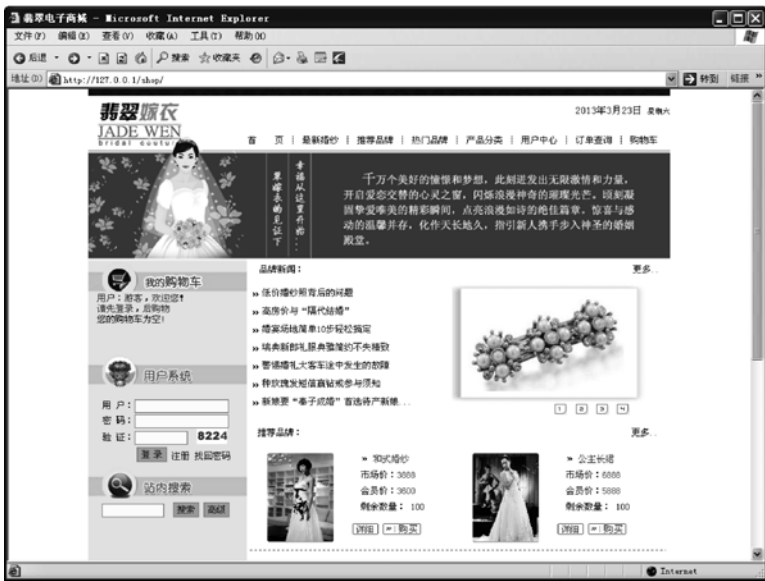 翡翠电子商城 - Microsoft Internet Explorer
文件(F) 编辑(E) 查看(V) 收藏(A) 工具(T) 帮助(H)
后退 搜索 收藏夹
地址(D) http://127.0.0.1/shop/ 转到 链接 »
翡翠嫁衣
JADE WEN
bridal couture
2013年3月23日 星期六
首 页 | 最新婚纱 | 推荐品牌 | 热门品牌 | 产品分类 | 用户中心 | 订单查询 | 购物车
幸福从这里开始...
翠嫁衣的见证下
千万个美好的憧憬和梦想，此刻迸发出无限激情和力量，
开启爱恋交替的心灵之窗，闪烁浪漫神奇的璀璨光芒。顷刻凝
固挚爱唯美的精彩瞬间，点亮浪漫如诗的绝佳篇章。惊喜与感
动的温馨并存，化作天长地久，指引新人携手步入神圣的婚姻
殿堂。
我的购物车
用户：游客，欢迎您!
请先登录，后购物
您的购物车为空!
用户系统
用 户：
密 码：
验 证： 8224
登录 注册 找回密码
站内搜索
搜索 高级
品牌新闻： 更多..
» 低价婚纱照背后的问题
» 高房价与“隔代结婚”
» 婚宴场地简单10步轻松搞定
» 瑞典新郎礼服典雅简约不失精致
» 警惕婚礼大客车途中发生的故障
» 种玫瑰发短信赢钻戒参与须知
» 新娘要“奉子成婚” 首选待产新娘...
1 2 3 4
推荐品牌： 更多..
» 和式婚纱
市场价：3888
会员价：3600
剩余数量： 100
详细 购买
» 公主长裙
市场价：6888
会员价：5888
剩余数量： 100
详细 购买
Internet